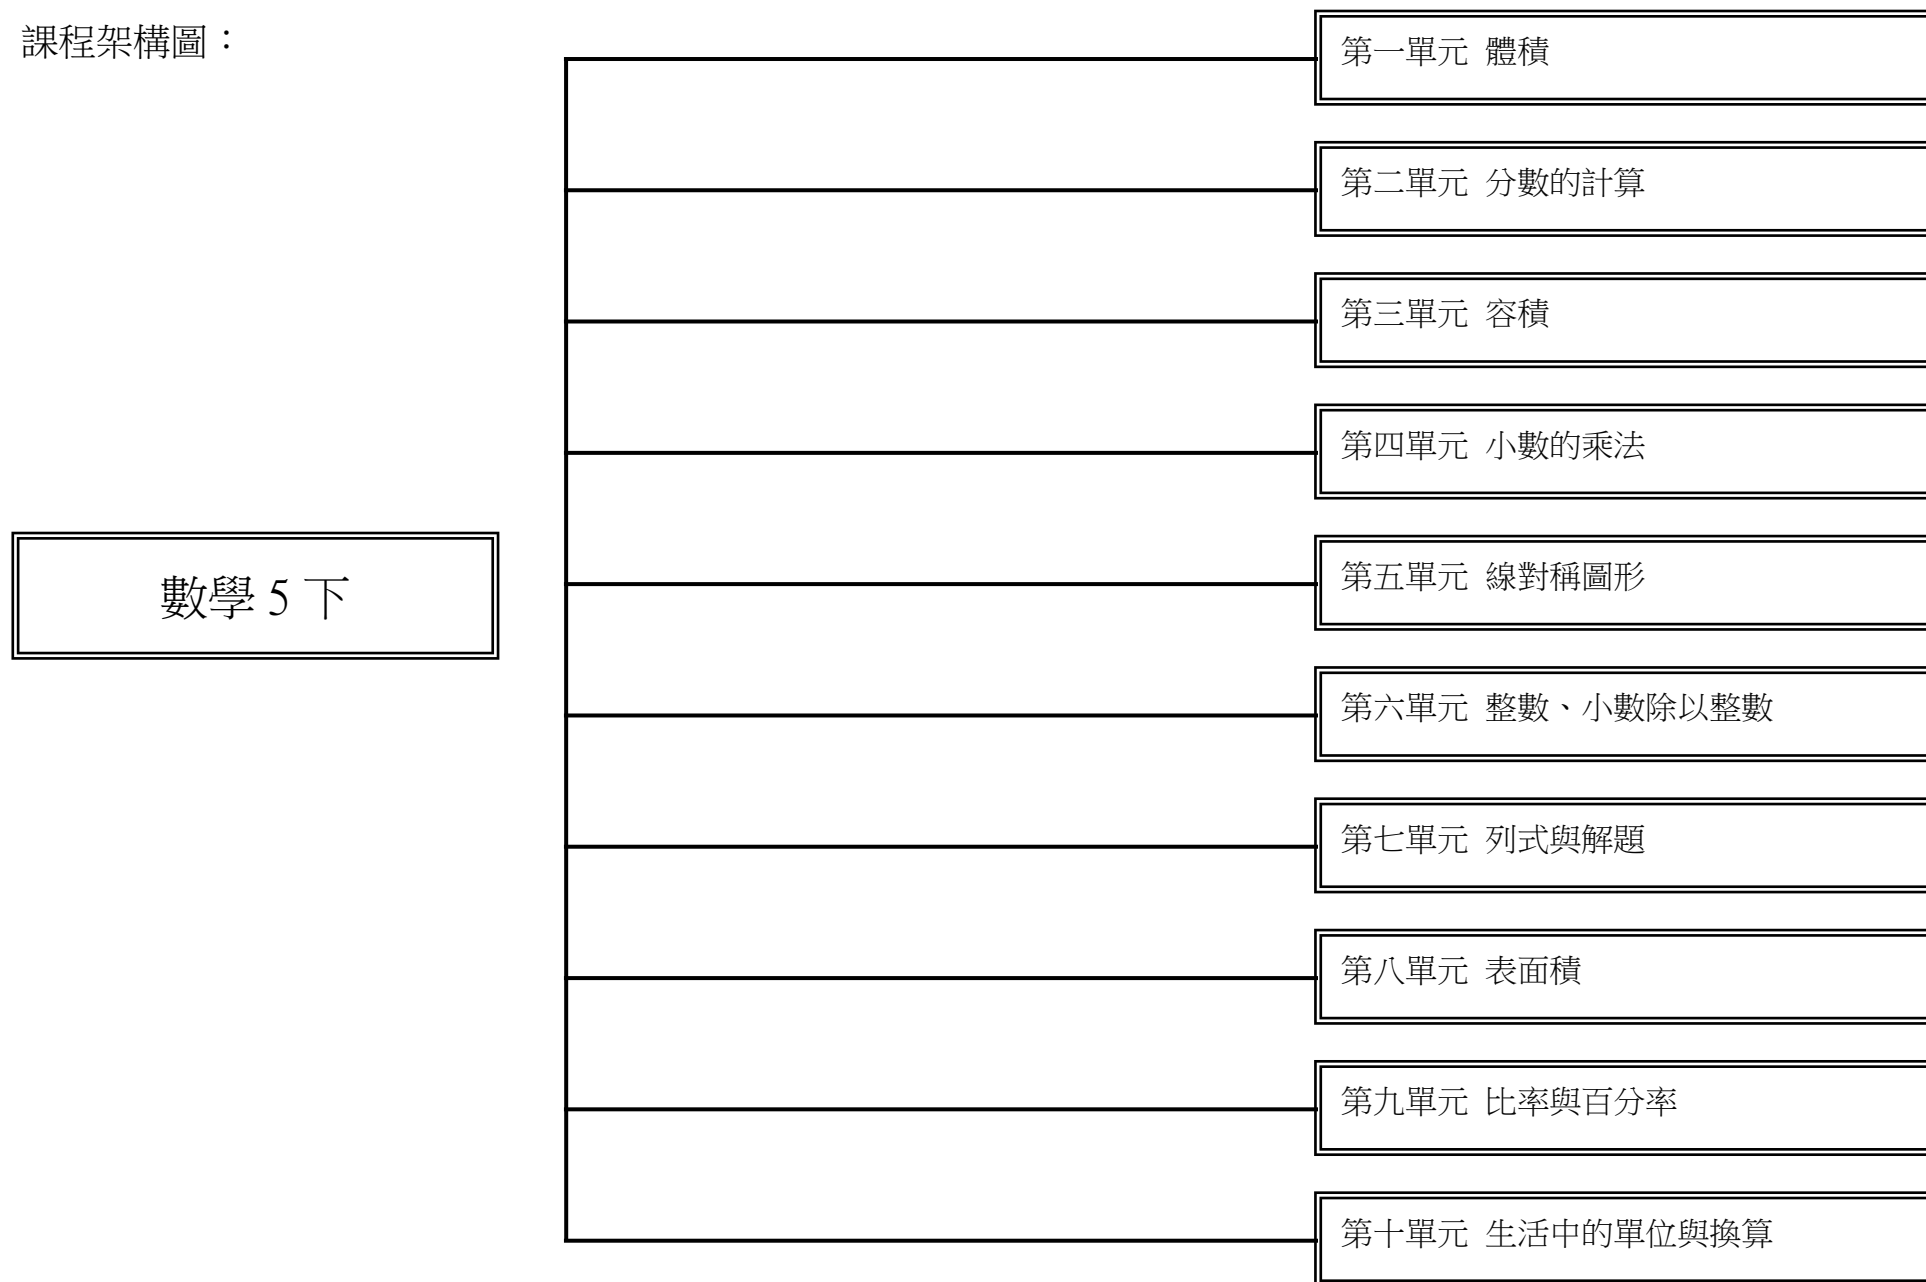 課程架構圖：
數學 5 下
第一單元 體積
第二單元 分數的計算
第三單元 容積
第四單元 小數的乘法
第五單元 線對稱圖形
第六單元 整數、小數除以整數
第七單元 列式與解題
第八單元 表面積
第九單元 比率與百分率
第十單元 生活中的單位與換算